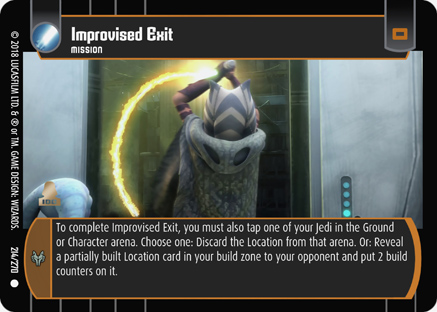 Improvised Exit
MISSION
To complete Improvised Exit, you must also tap one of your Jedi in the Ground
or Character arena. Choose one: Discard the Location from that arena. Or: Reveal
a partially built Location card in your build zone to your opponent and put 2 build
counters on it.
© 2018 LUCASFILM LTD. & ® or TM. GAME DESIGN: WIZARDS. 214/270